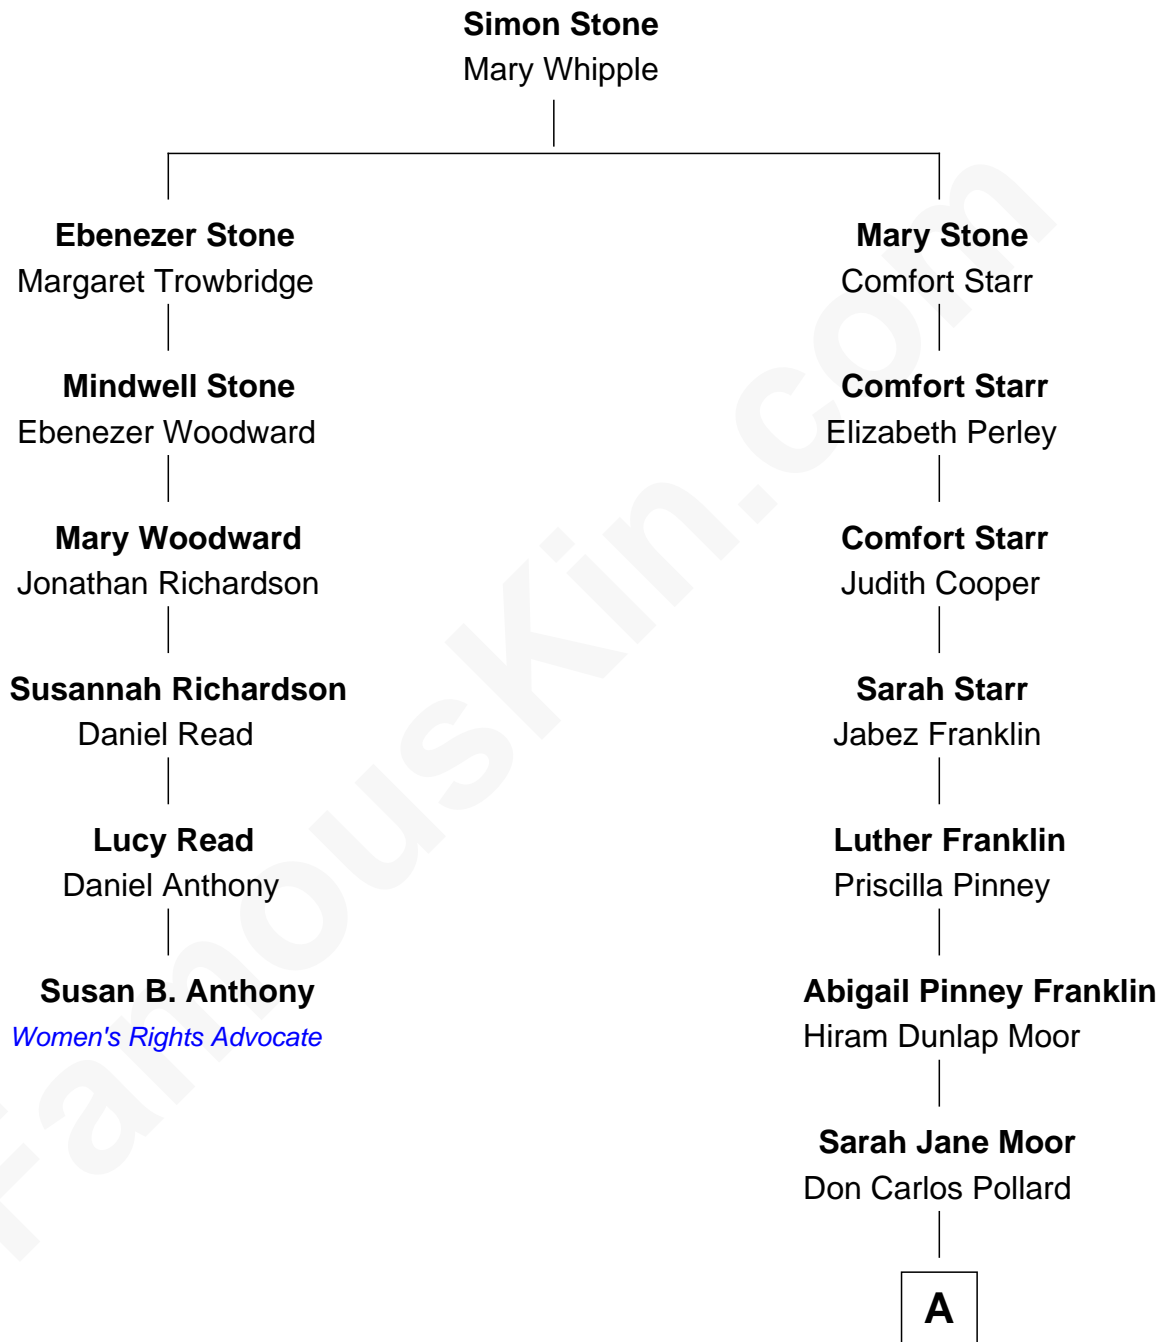 Simon Stone
Mary Whipple
Ebenezer Stone
Margaret Trowbridge
Mindwell Stone
Ebenezer Woodward
Mary Woodward
Jonathan Richardson
Susannah Richardson
Daniel Read
Lucy Read
Daniel Anthony
Susan B. Anthony
Women's Rights Advocate
Mary Stone
Comfort Starr
Comfort Starr
Elizabeth Perley
Comfort Starr
Judith Cooper
Sarah Starr
Jabez Franklin
Luther Franklin
Priscilla Pinney
Abigail Pinney Franklin
Hiram Dunlap Moor
Sarah Jane Moor
Don Carlos Pollard
A
FamousKin.com